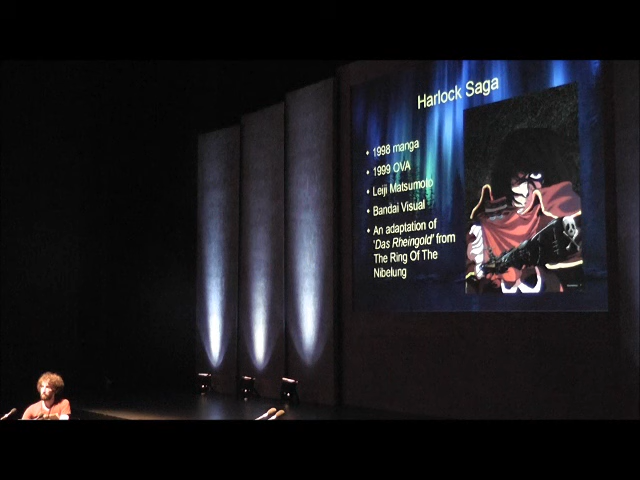 Harlock Saga
• 1998 manga
• 1999 OVA
• Leiji Matsumoto
• Bandai Visual
• An adaptation of
'Das Rheingold' from
The Ring Of The
Nibelung